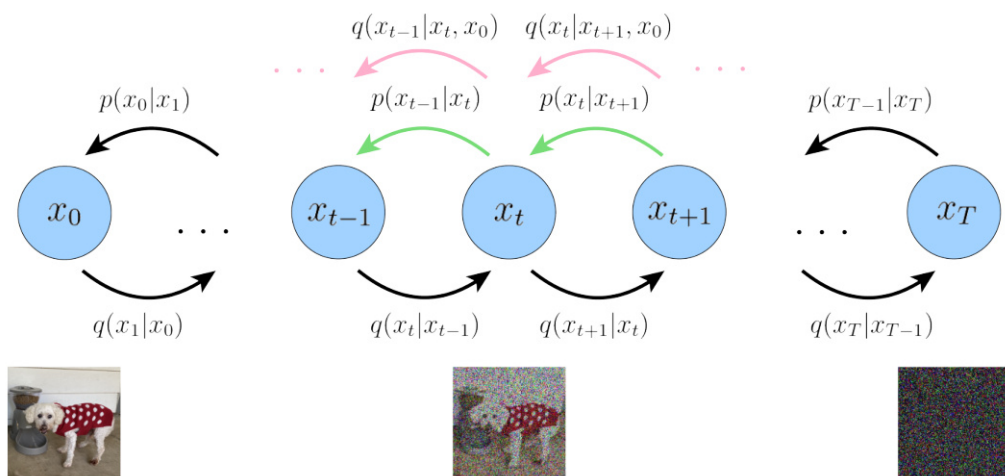 q(x_{t−1}|x_t, x_0) q(x_t|x_{t+1}, x_0)
. . . . . .
p(x_0|x_1) p(x_{t−1}|x_t) p(x_t|x_{t+1}) p(x_{T−1}|x_T)
x_0 x_{t−1} x_t x_{t+1} x_T
. . . . . .
q(x_1|x_0) q(x_t|x_{t−1}) q(x_{t+1}|x_t) q(x_T|x_{T−1})